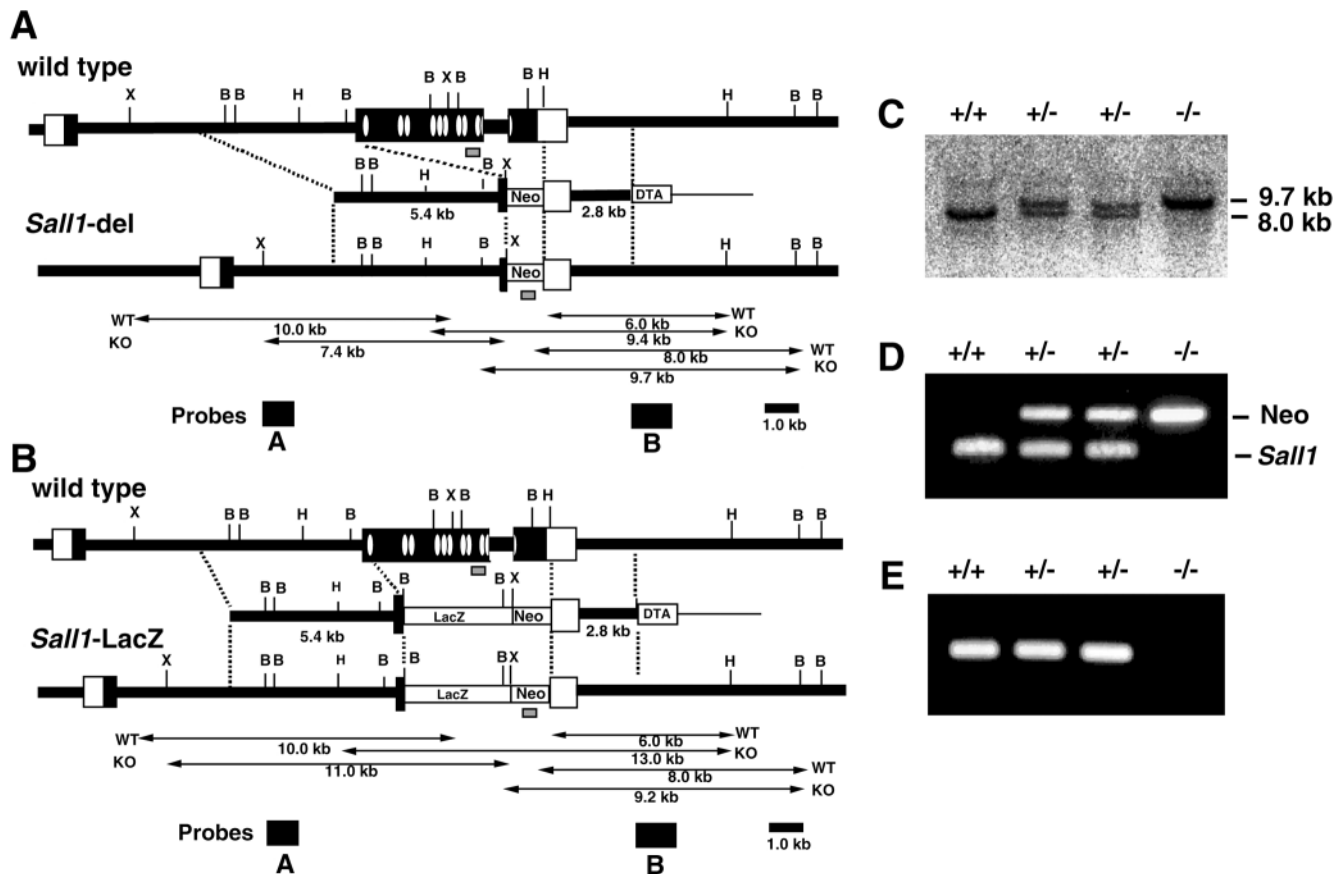 A
wild type
X B B H B B X B B H H B B
B B H B X
Neo DTA
5.4 kb 2.8 kb
Sall1-del
X B B H B X H B B
Neo
WT 10.0 kb 6.0 kb WT
KO 7.4 kb 9.4 kb KO
8.0 kb WT
9.7 kb KO
Probes A B 1.0 kb
B
wild type
X B B H B B X B B H H B B
B B H B B B X
LacZ Neo DTA
5.4 kb 2.8 kb
Sall1-LacZ
X B B H B B B X H B B
LacZ Neo
WT 10.0 kb 6.0 kb WT
KO 11.0 kb 13.0 kb KO
8.0 kb WT
9.2 kb KO
Probes A B 1.0 kb
C
+/+ +/- +/- -/-
9.7 kb
8.0 kb
D
+/+ +/- +/- -/-
Neo
Sall1
E
+/+ +/- +/- -/-